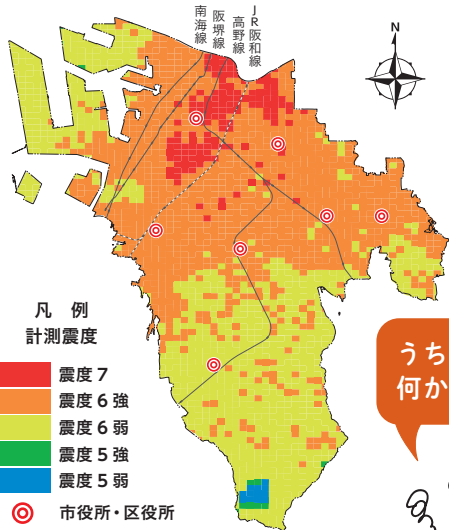 南海線
阪堺線
高野線
JR阪和線
N
凡 例
計測震度
震度7
震度6強
震度6弱
震度5強
震度5弱
市役所・区役所
うち
何か